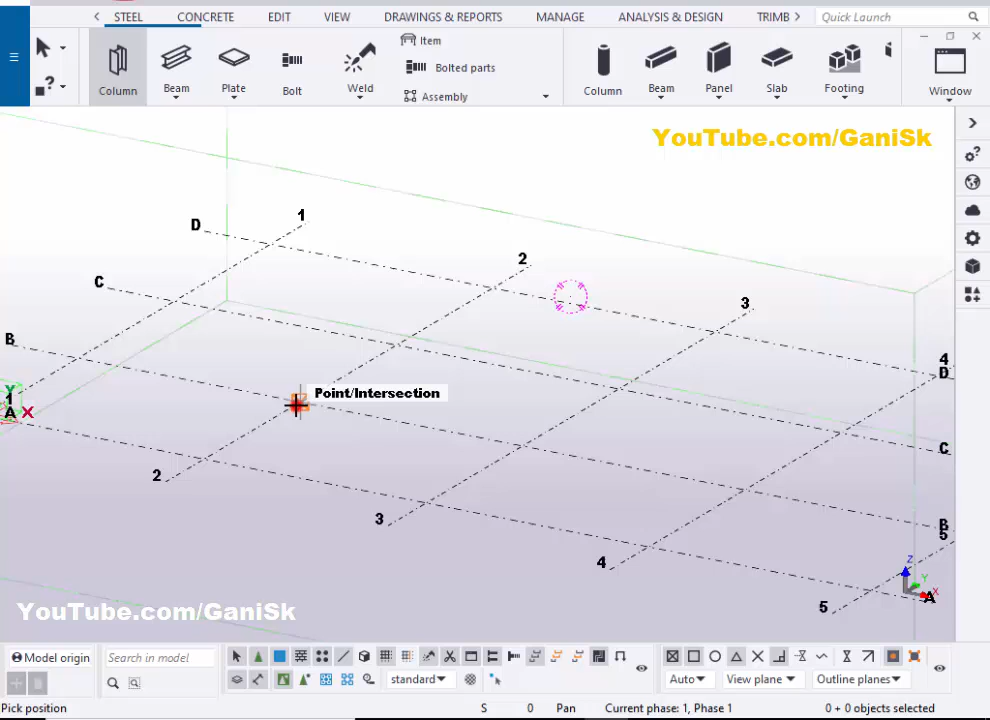 STEEL CONCRETE EDIT VIEW DRAWINGS & REPORTS MANAGE ANALYSIS & DESIGN TRIMB Quick Launch
Item
Bolted parts
Assembly
Column Beam Plate Bolt Weld Column Beam Panel Slab Footing Window
YouTube.com/GaniSk
D 1
2
C
3
B
4
D
Point/Intersection
Y
1
A X
C
2
3
B
5
4
Z
Y
X
A
5
YouTube.com/GaniSk
Model origin Search in model
standard Auto View plane Outline planes
Pick position S 0 Pan Current phase: 1, Phase 1 0 + 0 objects selected